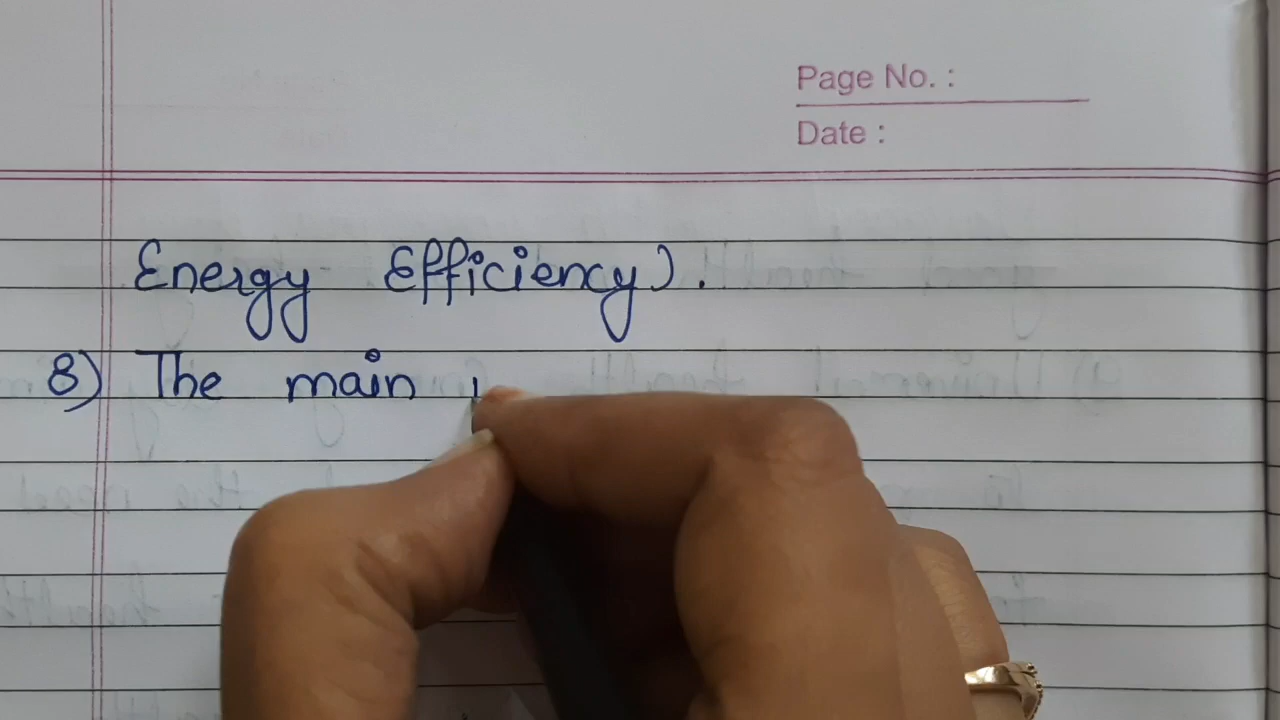 Page No. :
Date :
Energy Efficiency).
8) The main